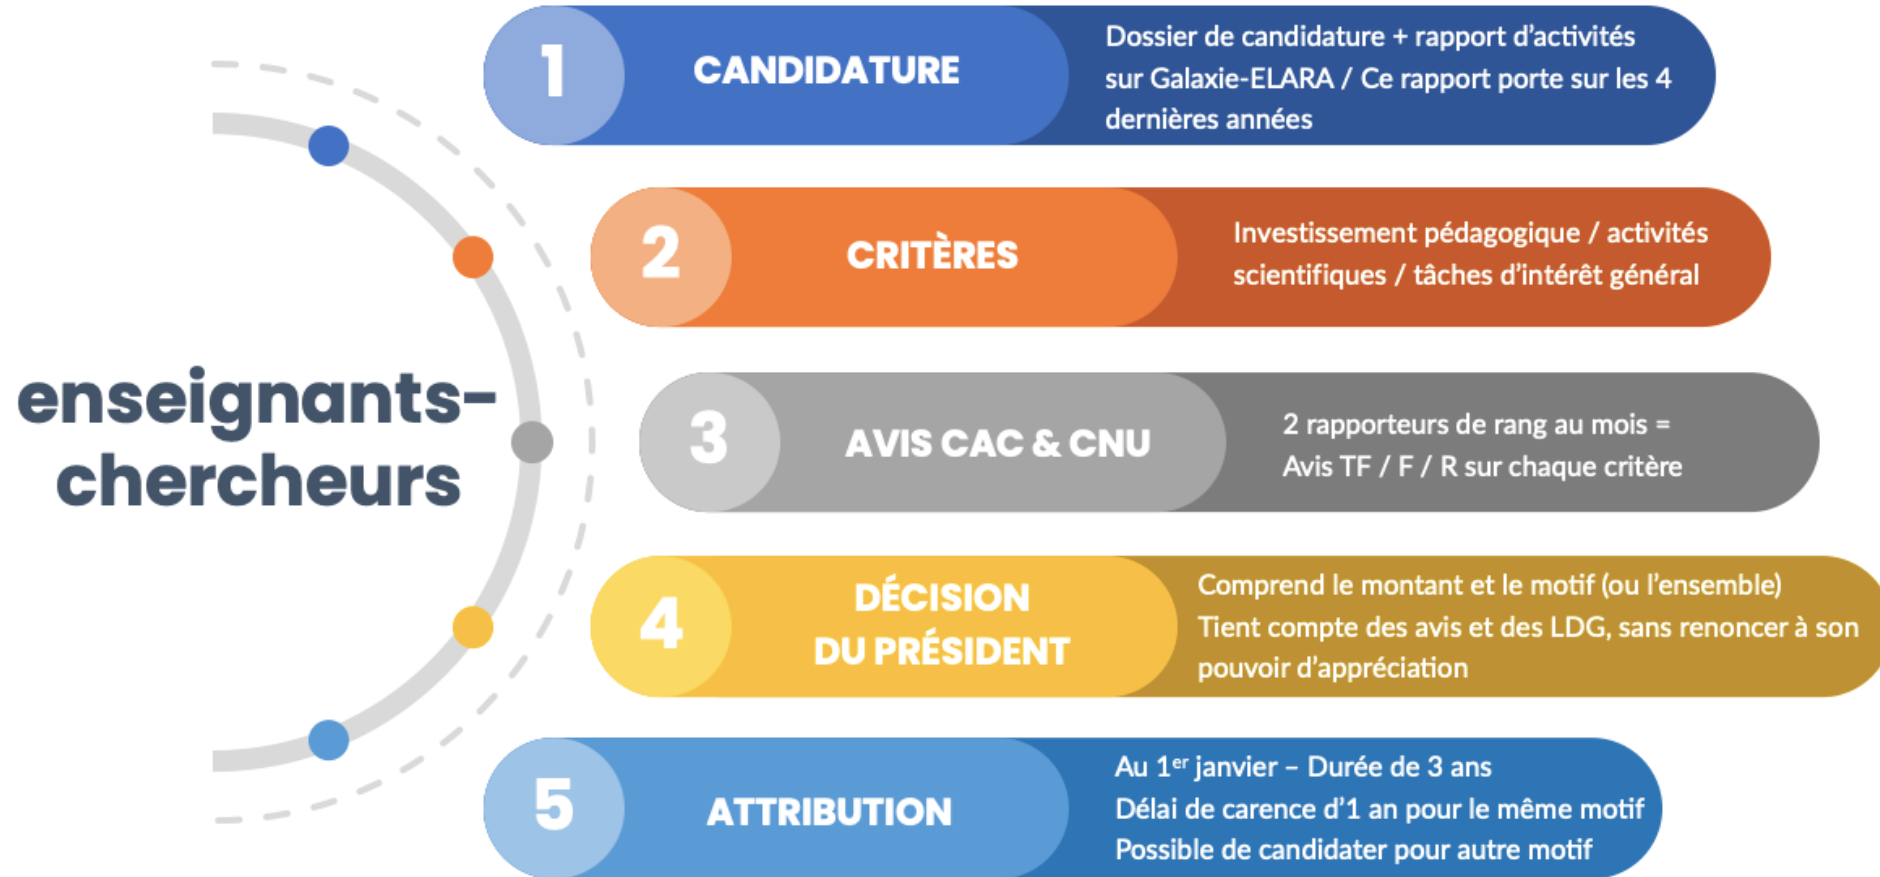 enseignants-
chercheurs
1
CANDIDATURE
Dossier de candidature + rapport d'activités
sur Galaxie-ELARA / Ce rapport porte sur les 4
dernières années
2
CRITÈRES
Investissement pédagogique / activités
scientifiques / tâches d'intérêt général
3
AVIS CAC & CNU
2 rapporteurs de rang au mois =
Avis TF / F / R sur chaque critère
4
DÉCISION
DU PRÉSIDENT
Comprend le montant et le motif (ou l'ensemble)
Tient compte des avis et des LDG, sans renoncer à son
pouvoir d'appréciation
5
ATTRIBUTION
Au 1er janvier – Durée de 3 ans
Délai de carence d'1 an pour le même motif
Possible de candidater pour autre motif